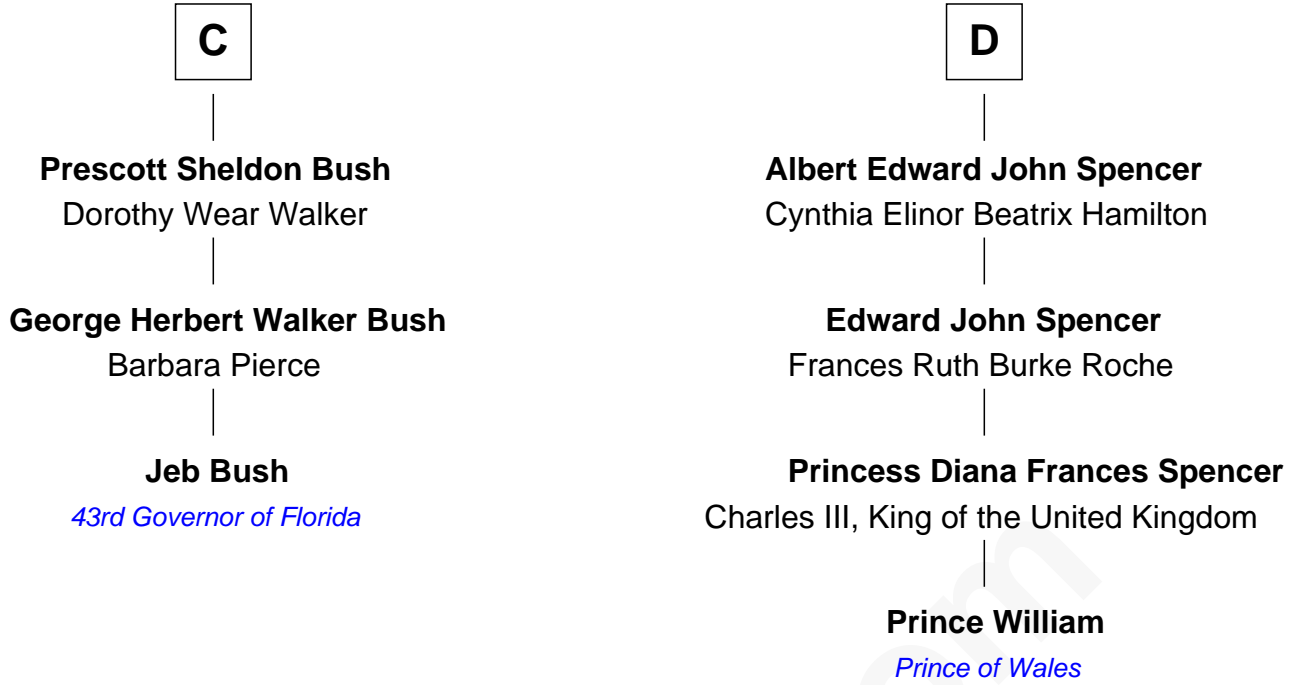 C
Prescott Sheldon Bush
Dorothy Wear Walker
George Herbert Walker Bush
Barbara Pierce
Jeb Bush
43rd Governor of Florida
D
Albert Edward John Spencer
Cynthia Elinor Beatrix Hamilton
Edward John Spencer
Frances Ruth Burke Roche
Princess Diana Frances Spencer
Charles III, King of the United Kingdom
Prince William
Prince of Wales